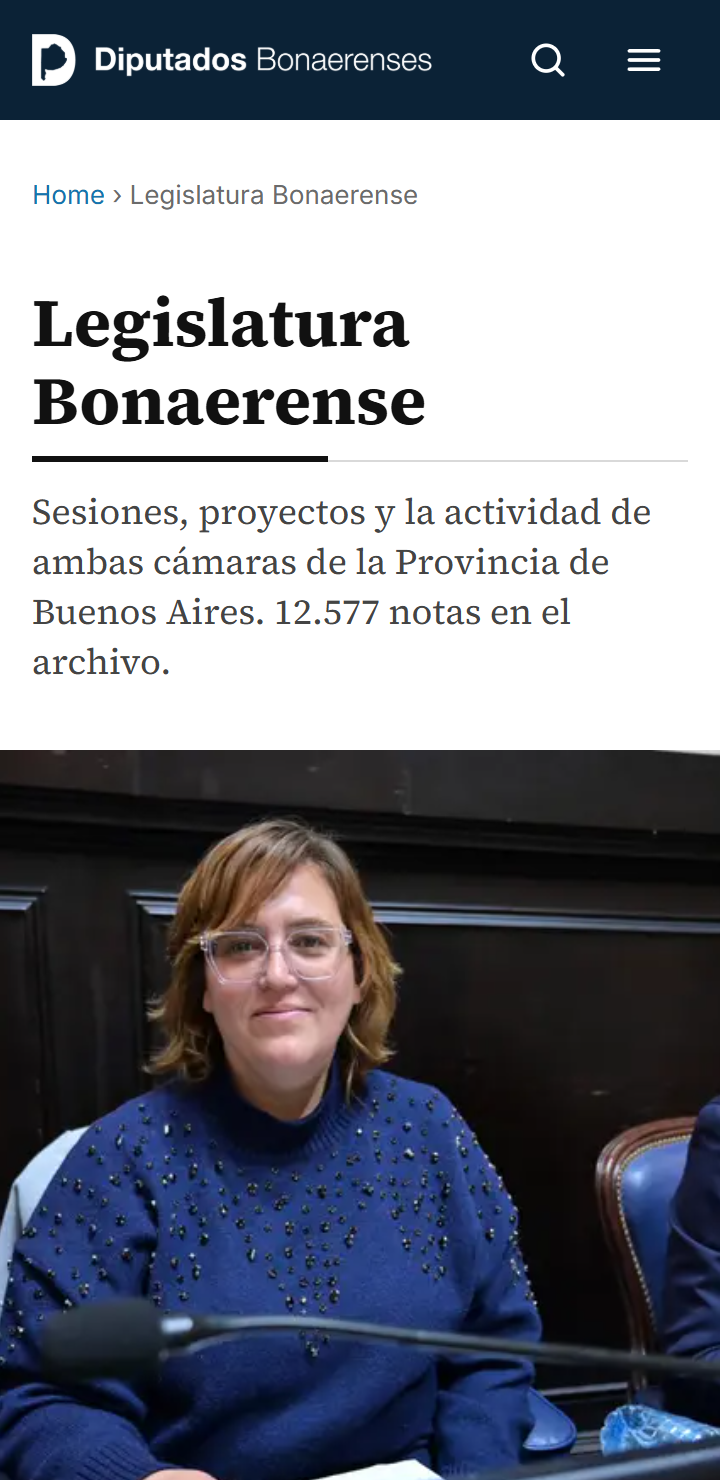 Diputados Bonaerenses
Home › Legislatura Bonaerense
Legislatura
Bonaerense
Sesiones, proyectos y la actividad de
ambas cámaras de la Provincia de
Buenos Aires. 12.577 notas en el
archivo.